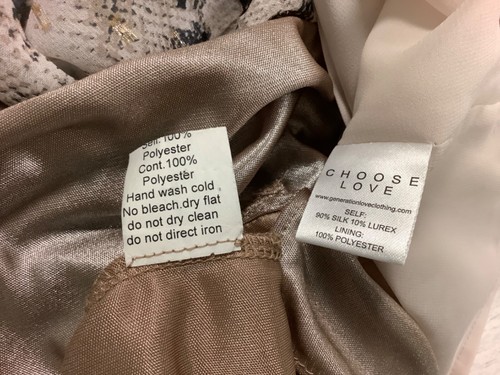 Self:100%
Polyester
Cont.100%
Polyester
Hand wash cold
No bleach.dry flat
do not dry clean
do not direct iron
CHOOSE
LOVE
www.generationloveclothing.com
SELF:
90% SILK 10% LUREX
LINING:
100% POLYESTER